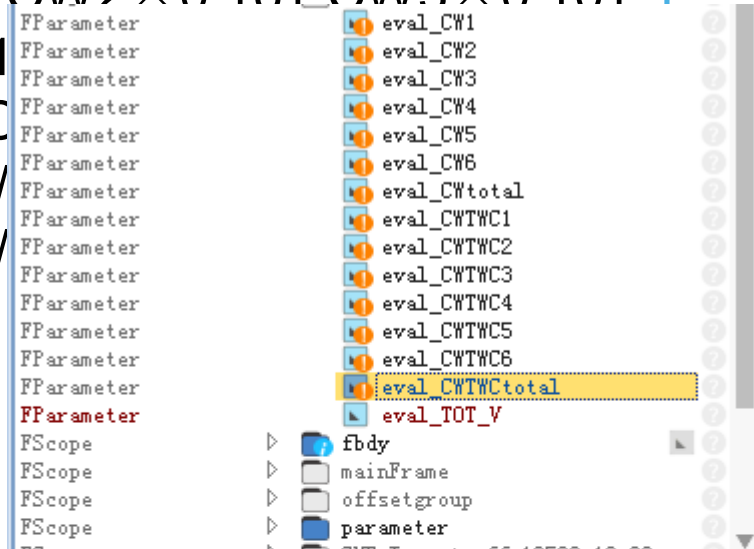 FParameter eval_CW1
FParameter eval_CW2
FParameter eval_CW3
FParameter eval_CW4
FParameter eval_CW5
FParameter eval_CW6
FParameter eval_CWtotal
FParameter eval_CWTWC1
FParameter eval_CWTWC2
FParameter eval_CWTWC3
FParameter eval_CWTWC4
FParameter eval_CWTWC5
FParameter eval_CWTWC6
FParameter eval_CWTWCtotal
FParameter eval_TOT_V
FScope fbdy
FScope mainFrame
FScope offsetgroup
FScope parameter